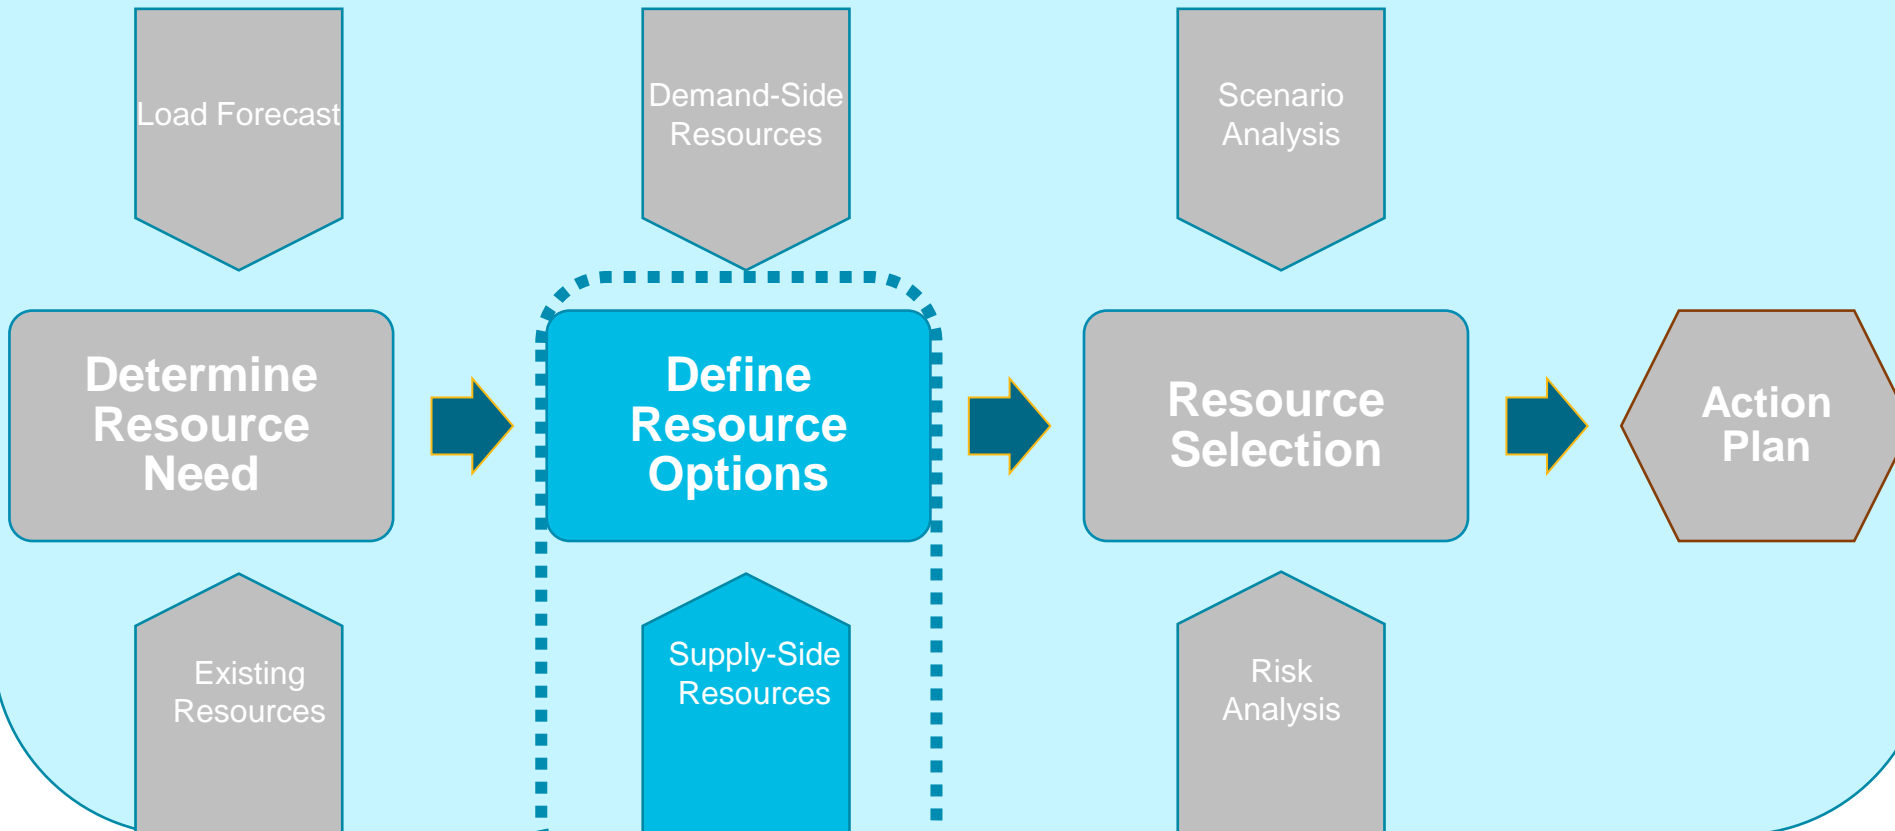 Load Forecast
Demand-Side
Resources
Scenario
Analysis
Determine
Resource
Need
Define
Resource
Options
Resource
Selection
Action
Plan
Existing
Resources
Supply-Side
Resources
Risk
Analysis